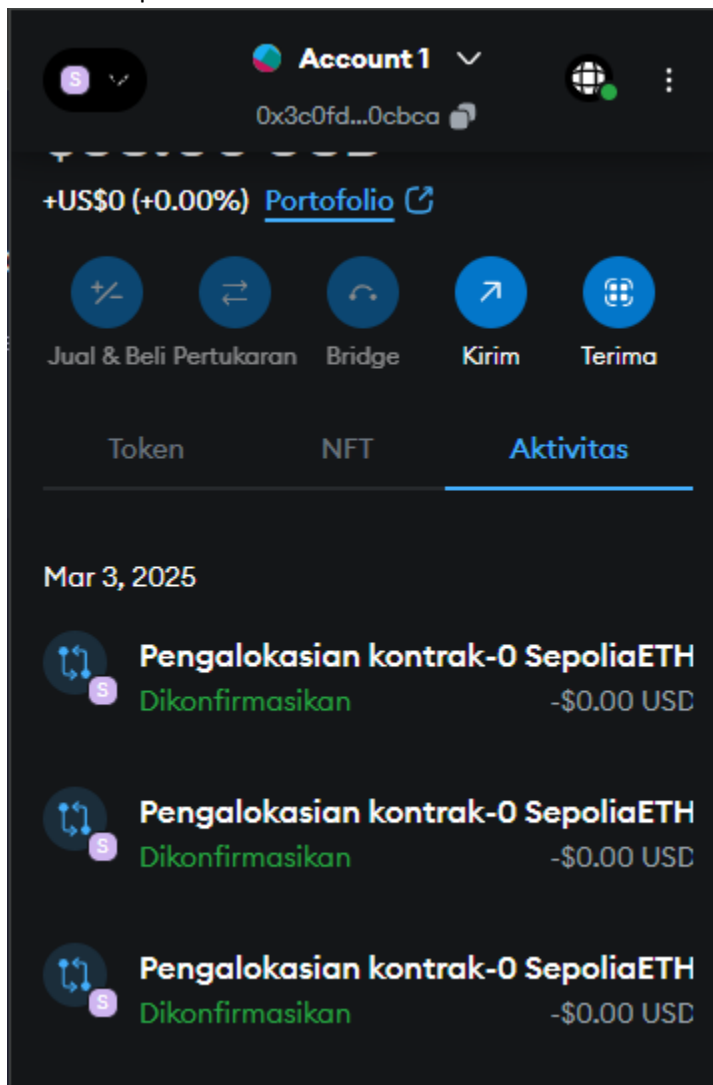 S
Account 1
0x3c0fd...0cbca
+US$0 (+0.00%) Portofolio
Jual & Beli Pertukaran Bridge Kirim Terima
Token NFT Aktivitas
Mar 3, 2025
Pengalokasian kontrak-0 SepoliaETH
S
Dikonfirmasikan -$0.00 USD
Pengalokasian kontrak-0 SepoliaETH
S
Dikonfirmasikan -$0.00 USD
Pengalokasian kontrak-0 SepoliaETH
S
Dikonfirmasikan -$0.00 USD